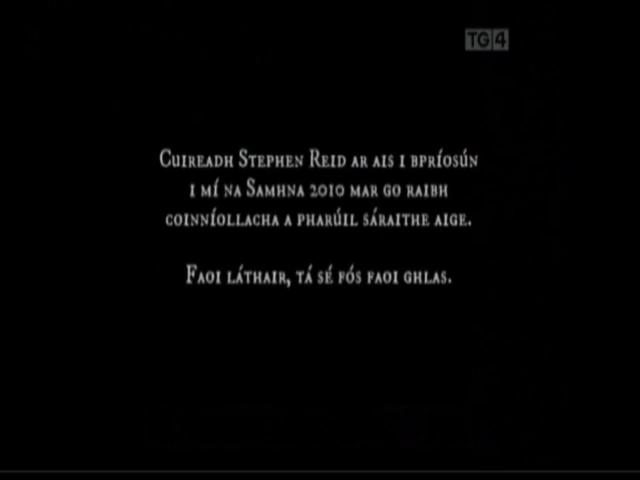 TG4
Cuireadh Stephen Reid ar ais i bpríosún
i mí na Samhna 2010 mar go raibh
coinníollacha a pharúil sáraithe aige.
Faoi láthair, tá sé fós faoi ghlas.